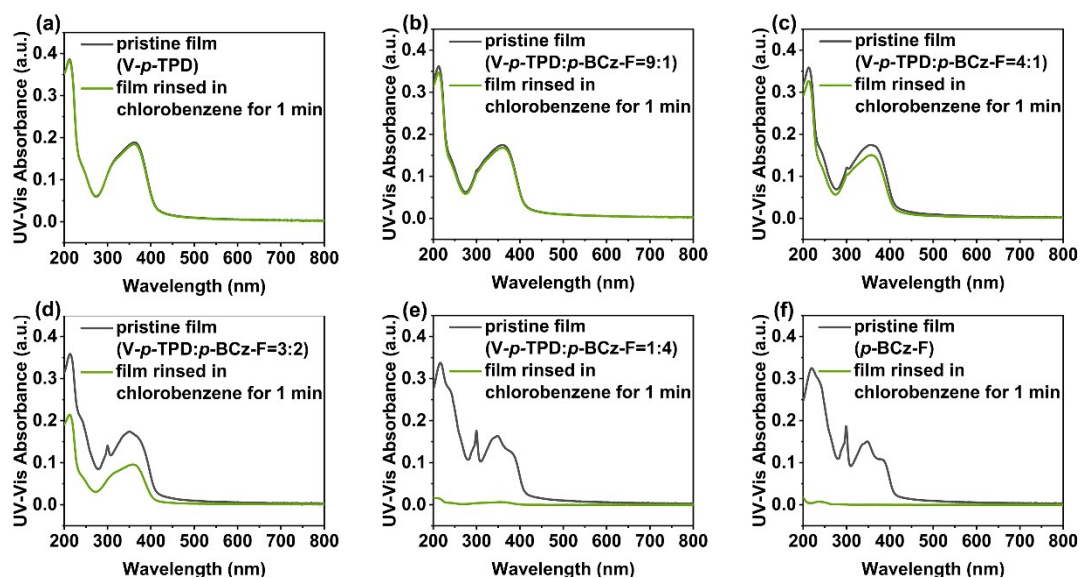 (a)
pristine film
(V-p-TPD)
film rinsed in
chlorobenzene for 1 min
UV-Vis Absorbance (a.u.)
0.4
0.3
0.2
0.1
0.0
200 300 400 500 600 700 800
Wavelength (nm)
(b)
pristine film
(V-p-TPD:p-BCz-F=9:1)
film rinsed in
chlorobenzene for 1 min
UV-Vis Absorbance (a.u.)
0.4
0.3
0.2
0.1
0.0
200 300 400 500 600 700 800
Wavelength (nm)
(c)
pristine film
(V-p-TPD:p-BCz-F=4:1)
film rinsed in
chlorobenzene for 1 min
UV-Vis Absorbance (a.u.)
0.4
0.3
0.2
0.1
0.0
200 300 400 500 600 700 800
Wavelength (nm)
(d)
pristine film
(V-p-TPD:p-BCz-F=3:2)
film rinsed in
chlorobenzene for 1 min
UV-Vis Absorbance (a.u.)
0.4
0.3
0.2
0.1
0.0
200 300 400 500 600 700 800
Wavelength (nm)
(e)
pristine film
(V-p-TPD:p-BCz-F=1:4)
film rinsed in
chlorobenzene for 1 min
UV-Vis Absorbance (a.u.)
0.4
0.3
0.2
0.1
0.0
200 300 400 500 600 700 800
Wavelength (nm)
(f)
pristine film
(p-BCz-F)
film rinsed in
chlorobenzene for 1 min
UV-Vis Absorbance (a.u.)
0.4
0.3
0.2
0.1
0.0
200 300 400 500 600 700 800
Wavelength (nm)